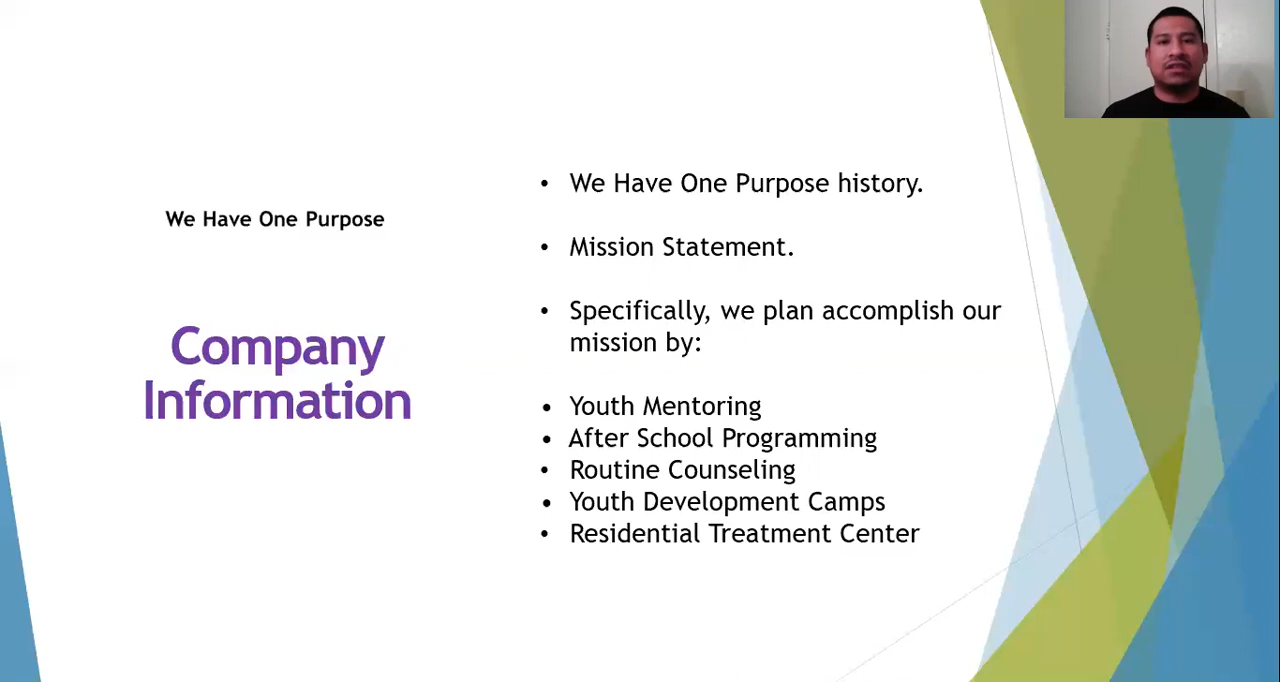 We Have One Purpose
Company
Information
• We Have One Purpose history.
• Mission Statement.
• Specifically, we plan accomplish our
mission by:
• Youth Mentoring
• After School Programming
• Routine Counseling
• Youth Development Camps
• Residential Treatment Center